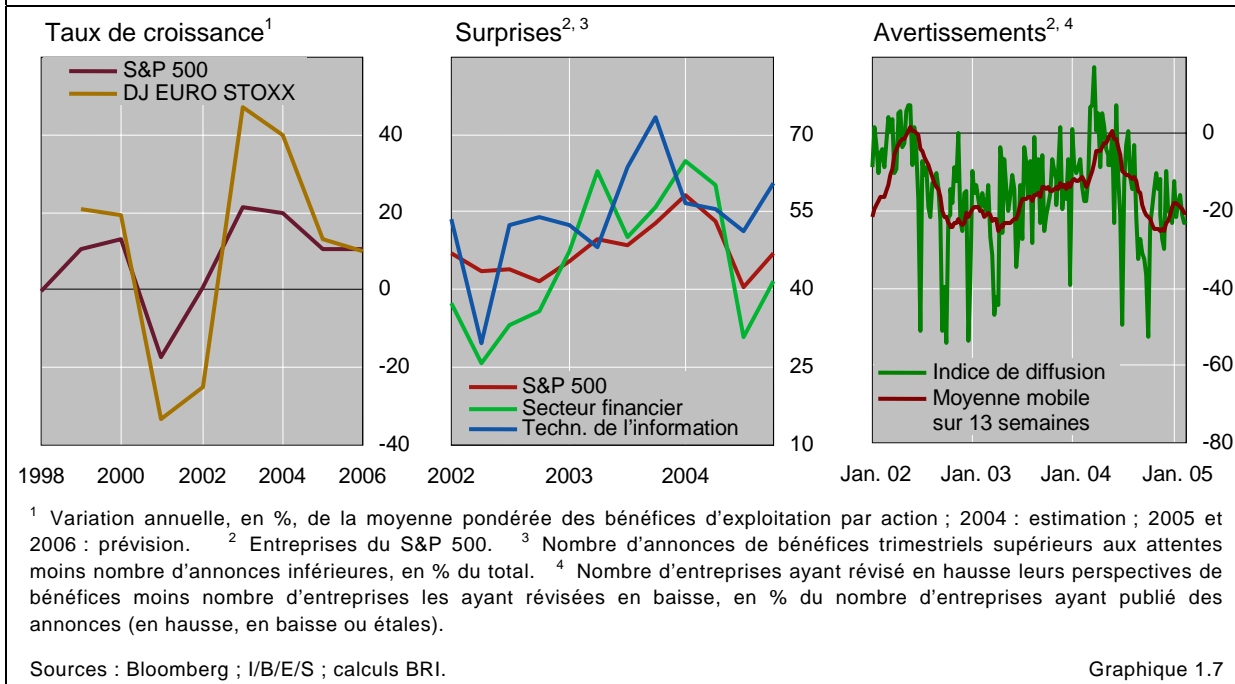 Taux de croissance¹
S&P 500
DJ EURO STOXX
40
20
0
-20
-40
1998 2000 2002 2004 2006
Surprises²,³
70
55
40
25
10
S&P 500
Secteur financier
Techn. de l'information
2002 2003 2004
Avertissements²,⁴
0
-20
-40
-60
-80
Indice de diffusion
Moyenne mobile
sur 13 semaines
Jan. 02 Jan. 03 Jan. 04 Jan. 05
¹ Variation annuelle, en %, de la moyenne pondérée des bénéfices d'exploitation par action ; 2004 : estimation ; 2005 et
2006 : prévision. ² Entreprises du S&P 500. ³ Nombre d'annonces de bénéfices trimestriels supérieurs aux attentes
moins nombre d'annonces inférieures, en % du total. ⁴ Nombre d'entreprises ayant révisé en hausse leurs perspectives de
bénéfices moins nombre d'entreprises les ayant révisées en baisse, en % du nombre d'entreprises ayant publié des
annonces (en hausse, en baisse ou étales).
Sources : Bloomberg ; I/B/E/S ; calculs BRI. Graphique 1.7